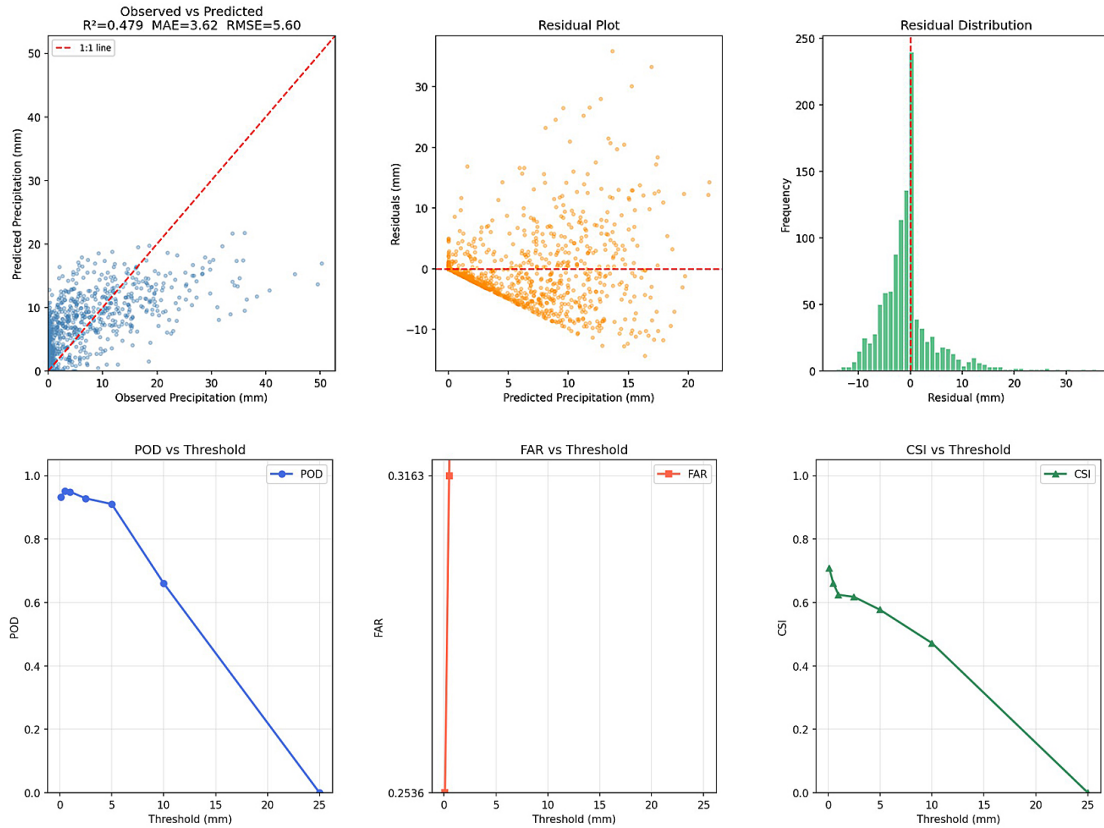 Observed vs Predicted
R²=0.479  MAE=3.62  RMSE=5.60
1:1 line
50
40
30
20
10
0
Predicted Precipitation (mm)
0 10 20 30 40 50
Observed Precipitation (mm)
Residual Plot
30
20
10
0
−10
Residuals (mm)
0 5 10 15 20
Predicted Precipitation (mm)
Residual Distribution
250
200
150
100
50
0
Frequency
−10 0 10 20 30
Residual (mm)
POD vs Threshold
POD
1.0
0.8
0.6
0.4
0.2
0.0
POD
0 5 10 15 20 25
Threshold (mm)
FAR vs Threshold
FAR
0.3163
0.2536
FAR
0 5 10 15 20 25
Threshold (mm)
CSI vs Threshold
CSI
1.0
0.8
0.6
0.4
0.2
0.0
CSI
0 5 10 15 20 25
Threshold (mm)